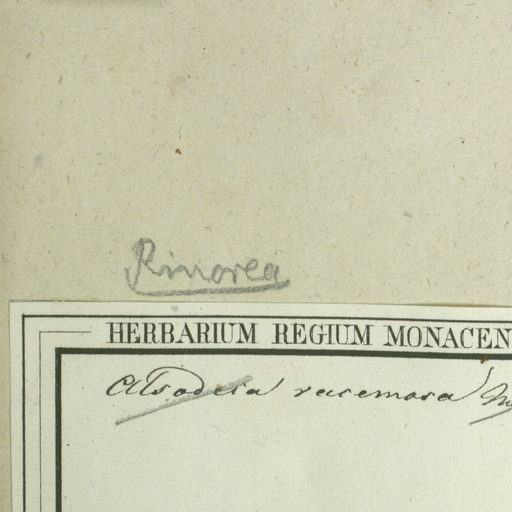 Rinorea
HERBARIUM REGIUM MONACEN
Alsodeia racemosa